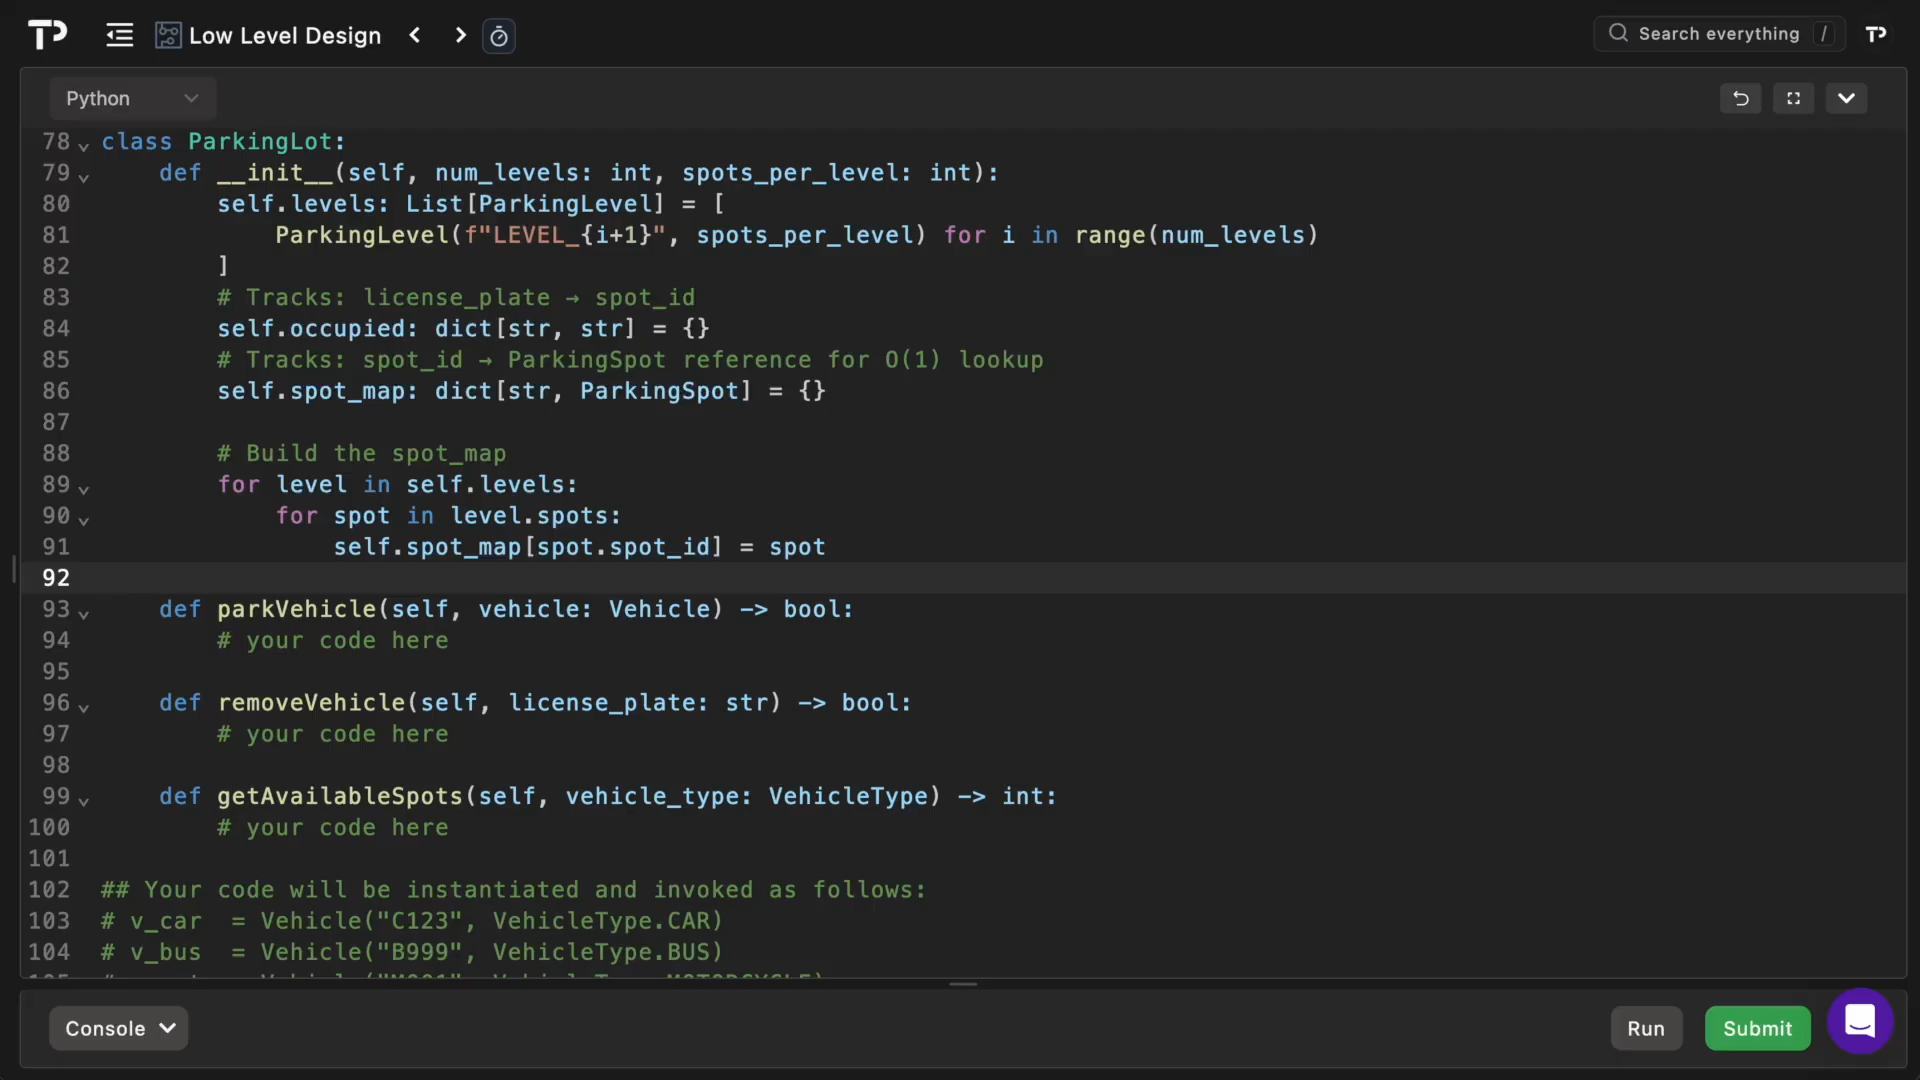 TP Low Level Design Search everything / TP
Python
78 class ParkingLot:
79 def __init__(self, num_levels: int, spots_per_level: int):
80 self.levels: List[ParkingLevel] = [
81 ParkingLevel(f"LEVEL_{i+1}", spots_per_level) for i in range(num_levels)
82 ]
83 # Tracks: license_plate → spot_id
84 self.occupied: dict[str, str] = {}
85 # Tracks: spot_id → ParkingSpot reference for O(1) lookup
86 self.spot_map: dict[str, ParkingSpot] = {}
87
88 # Build the spot_map
89 for level in self.levels:
90 for spot in level.spots:
91 self.spot_map[spot.spot_id] = spot
92
93 def parkVehicle(self, vehicle: Vehicle) -> bool:
94 # your code here
95
96 def removeVehicle(self, license_plate: str) -> bool:
97 # your code here
98
99 def getAvailableSpots(self, vehicle_type: VehicleType) -> int:
100 # your code here
101
102 ## Your code will be instantiated and invoked as follows:
103 # v_car = Vehicle("C123", VehicleType.CAR)
104 # v_bus = Vehicle("B999", VehicleType.BUS)
Console Run Submit